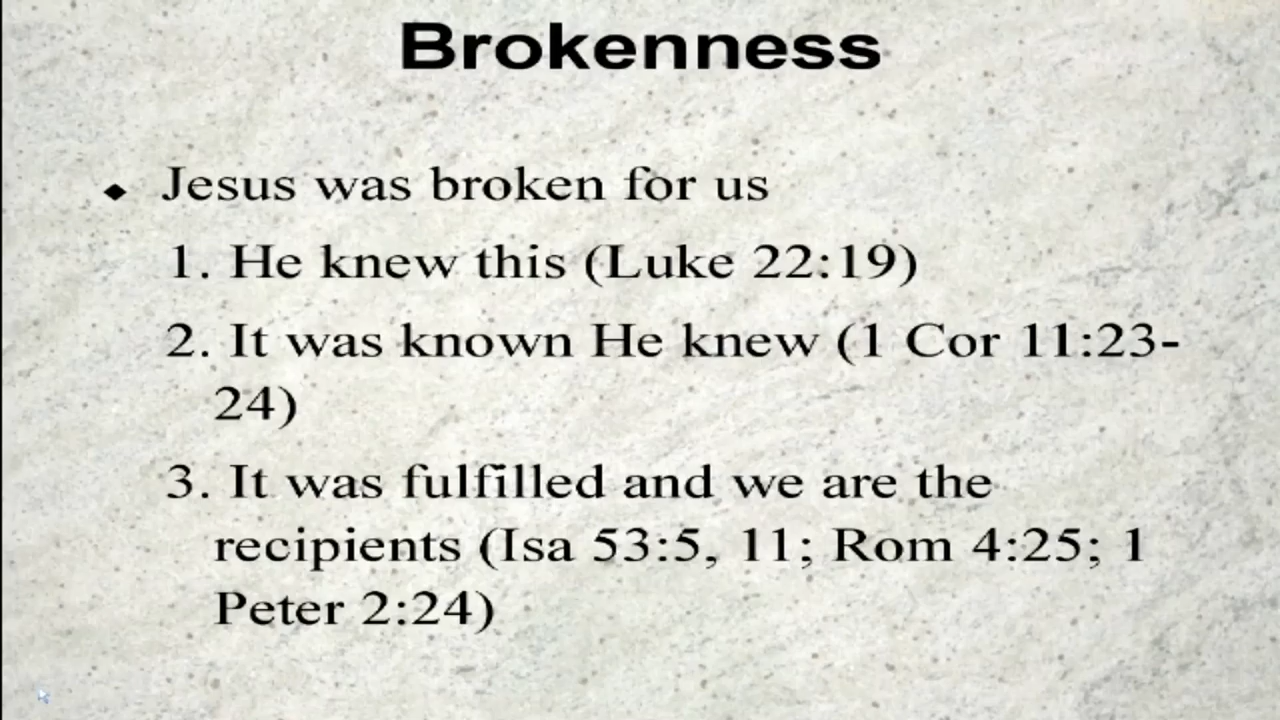 Brokenness
◆ Jesus was broken for us
1. He knew this (Luke 22:19)
2. It was known He knew (1 Cor 11:23-
24)
3. It was fulfilled and we are the
recipients (Isa 53:5, 11; Rom 4:25; 1
Peter 2:24)